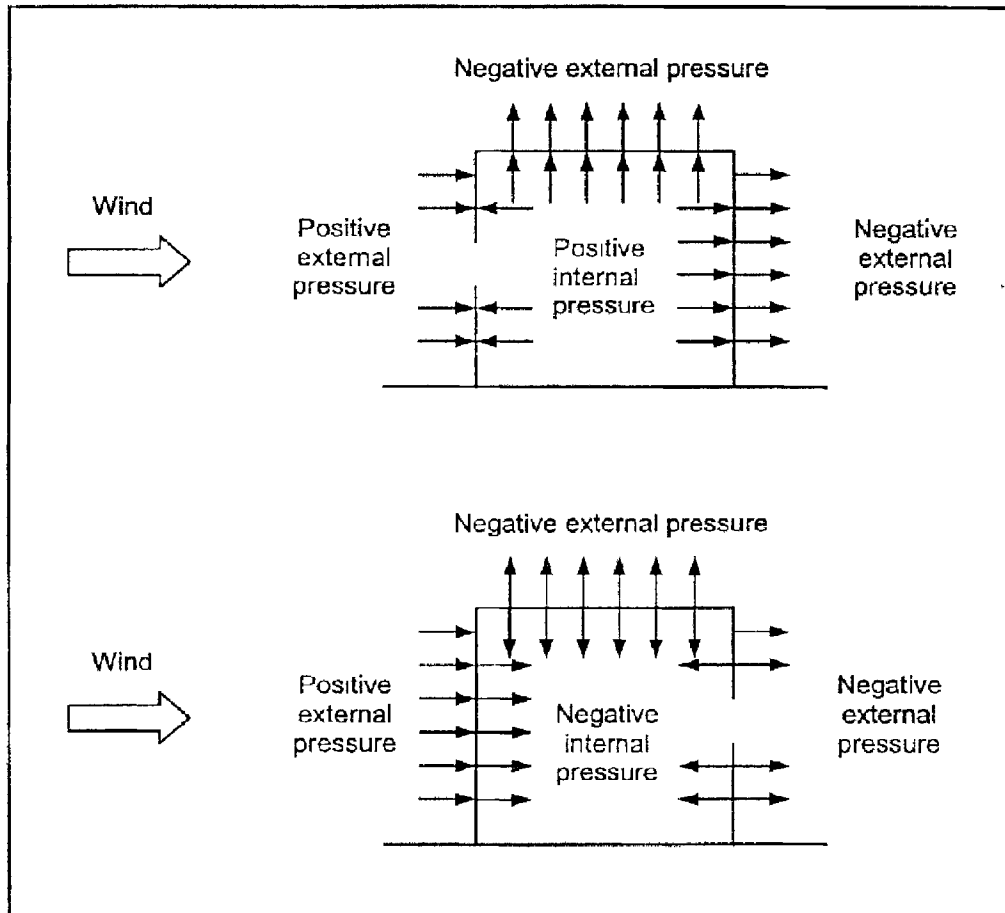 Negative external pressure
Wind
Positive
external
pressure
Positive
internal
pressure
Negative
external
pressure
Negative external pressure
Wind
Positive
external
pressure
Negative
internal
pressure
Negative
external
pressure